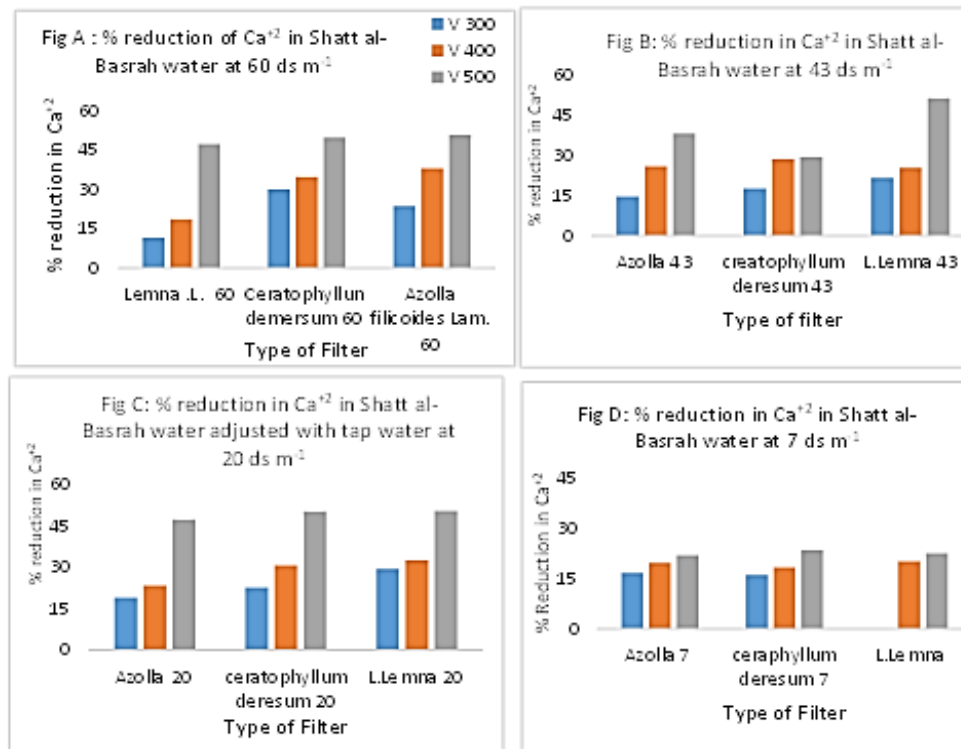 Fig A : % reduction of Ca⁺² in Shatt al-
Basrah water at 60 ds m⁻¹
V 300
V 400
V 500
% reduction in Ca⁺²
60
45
30
15
0
Lemna .L. 60
Ceratophyllun
demersum 60
Azolla
filicoides Lam.
60
Type of Filter
Fig B: % reduction in Ca⁺² in Shatt al-
Basrah water at 43 ds m⁻¹
% reduction in Ca⁺²
60
45
30
15
0
Azolla 43
creatophyllum
deresum 43
L.Lemna 43
Type of filter
Fig C: % reduction in Ca⁺² in Shatt al-
Basrah water adjusted with tap water at
20 ds m⁻¹
% reduction in Ca⁺²
60
45
30
15
0
Azolla 20
ceratophyllum
deresum 20
L.Lemna 20
Type of Filter
Fig D: % reduction in Ca⁺² in Shatt al-
Basrah water at 7 ds m⁻¹
% Reduction in Ca⁺²
45
30
15
0
Azolla 7
ceraphyllum
deresum 7
L.Lemna
Type of Filter